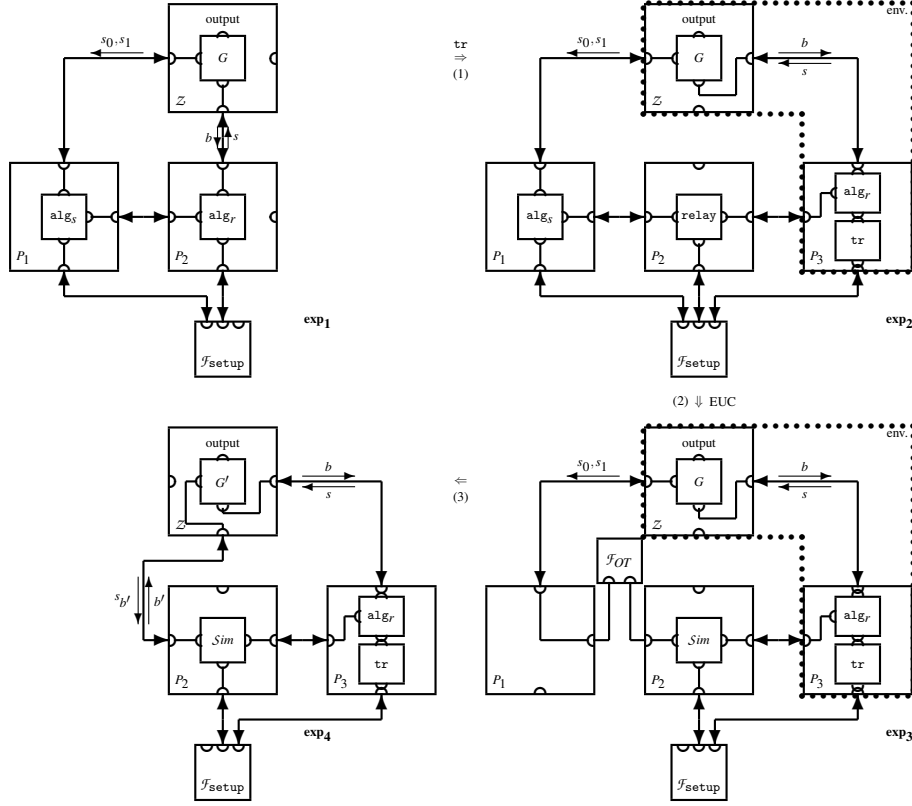 output
s₀, s₁
G
𝒵
b
s
alg_s
P₁
alg_r
P₂
exp₁
ℱ_setup
tr
⇒
(1)
env.
output
s₀, s₁
G
𝒵
b
s
alg_s
P₁
relay
P₂
alg_r
tr
P₃
exp₂
ℱ_setup
(2) ⇓ EUC
output
G′
𝒵
b
s
s_b′
b′
Sim
P₂
alg_r
tr
P₃
exp₄
ℱ_setup
⇐
(3)
env.
output
s₀, s₁
G
𝒵
b
s
ℱ_OT
P₁
Sim
P₂
alg_r
tr
P₃
exp₃
ℱ_setup